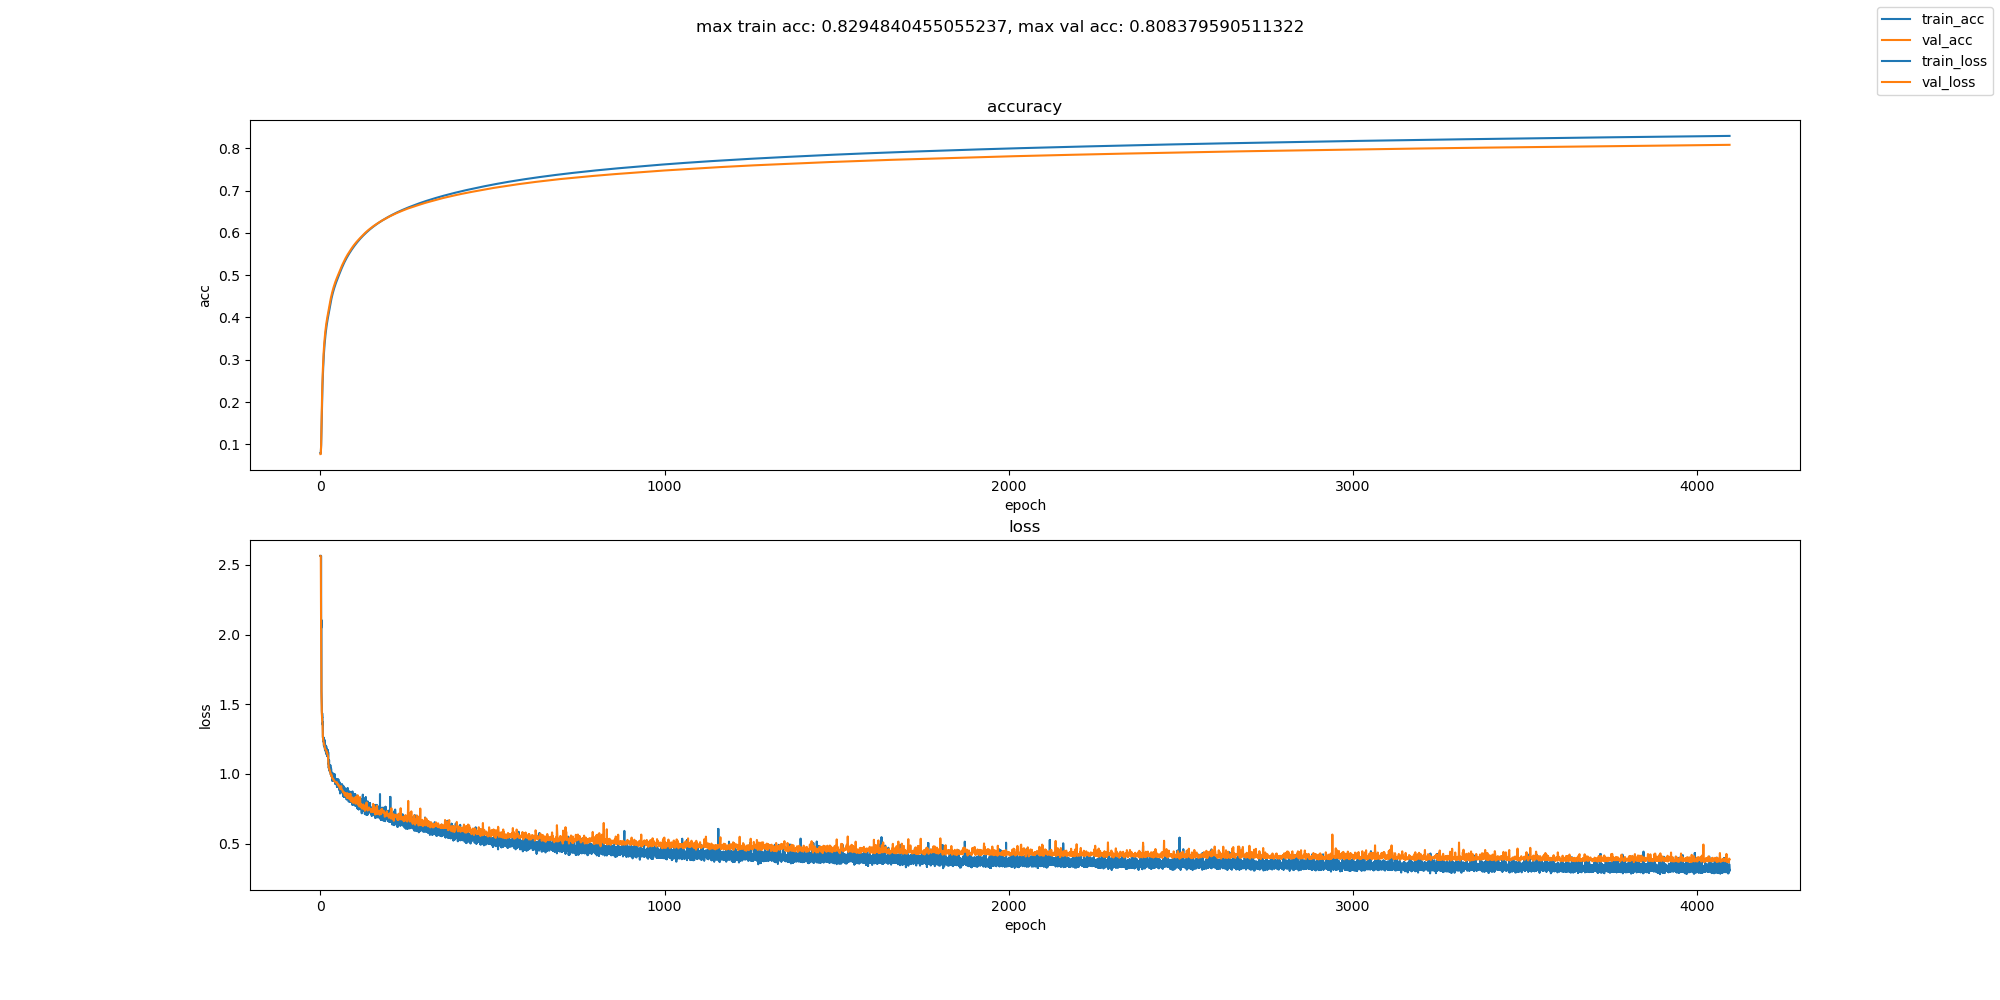 max train acc: 0.8294840455055237, max val acc: 0.808379590511322
train_acc
val_acc
train_loss
val_loss
accuracy
acc
0.8
0.7
0.6
0.5
0.4
0.3
0.2
0.1
0 1000 2000 3000 4000
epoch
loss
loss
2.5
2.0
1.5
1.0
0.5
0 1000 2000 3000 4000
epoch